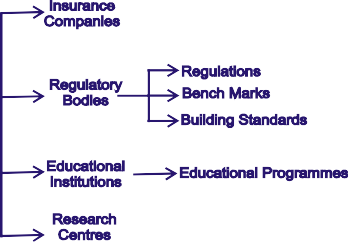 Insurance
Companies
Regulatory
Bodies
Regulations
Bench Marks
Building Standards
Educational
Institutions
Educational Programmes
Research
Centres